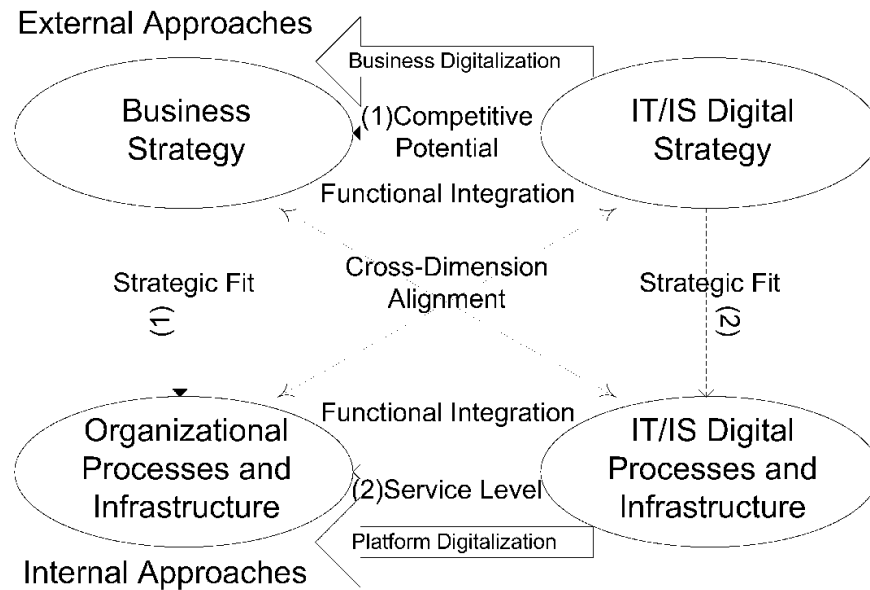 External Approaches
Business Digitalization
Business
Strategy
(1)Competitive
Potential
IT/IS Digital
Strategy
Functional Integration
Cross-Dimension
Alignment
Strategic Fit
(1)
Strategic Fit
(2)
Functional Integration
Organizational
Processes and
Infrastructure
(2)Service Level
IT/IS Digital
Processes and
Infrastructure
Platform Digitalization
Internal Approaches